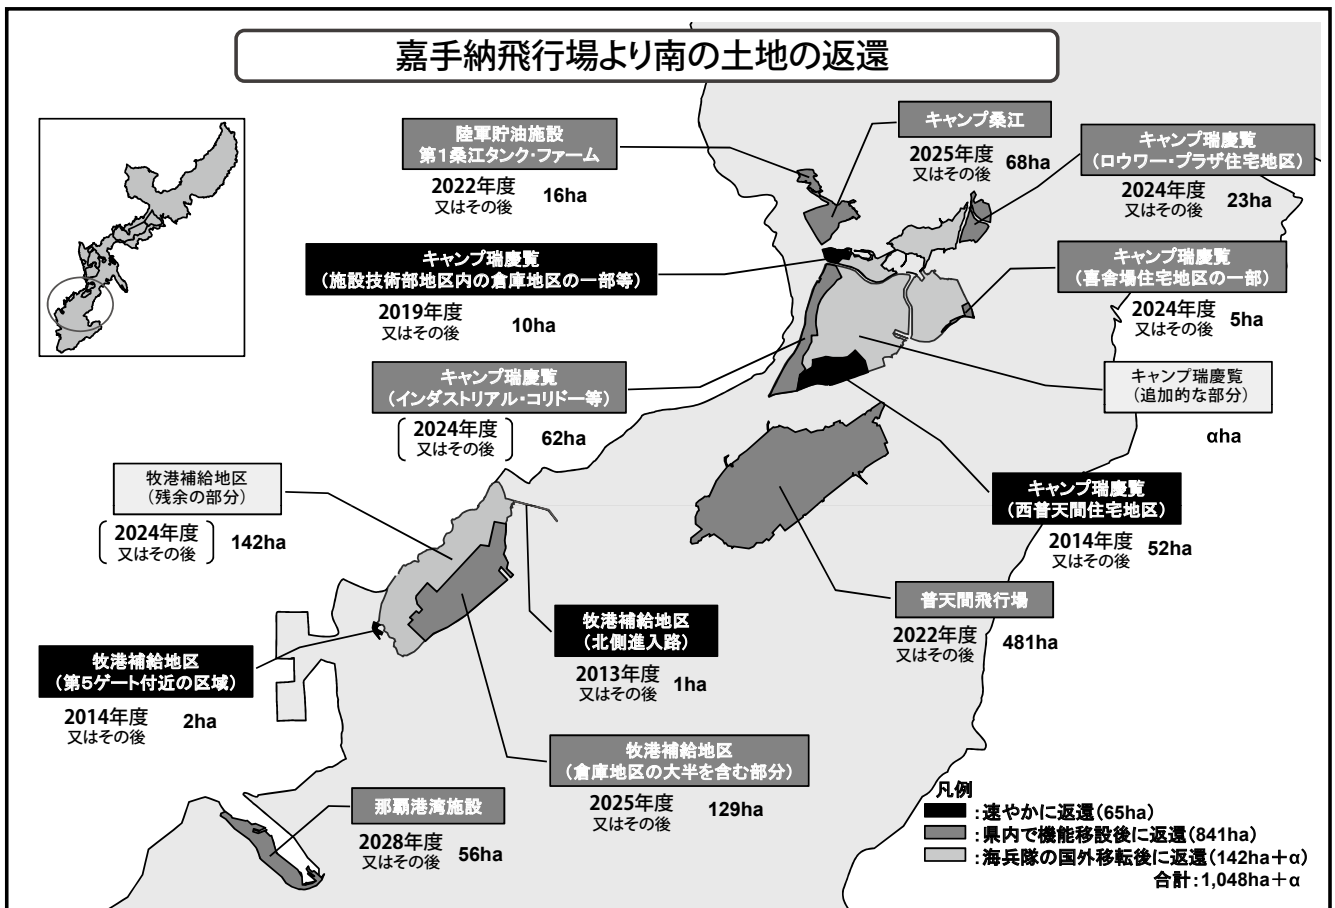 嘉手納飛行場より南の土地の返還
陸軍貯油施設
第1桑江タンク・ファーム
2022年度
又はその後
16ha
キャンプ桑江
2025年度
又はその後
68ha
キャンプ瑞慶覧
(ロウワー・プラザ住宅地区)
2024年度
又はその後
23ha
キャンプ瑞慶覧
(施設技術部地区内の倉庫地区の一部等)
2019年度
又はその後
10ha
キャンプ瑞慶覧
(喜舎場住宅地区の一部)
2024年度
又はその後
5ha
キャンプ瑞慶覧
(インダストリアル・コリドー等)
2024年度
又はその後
62ha
キャンプ瑞慶覧
(追加的な部分)
αha
牧港補給地区
(残余の部分)
2024年度
又はその後
142ha
キャンプ瑞慶覧
(西普天間住宅地区)
2014年度
又はその後
52ha
普天間飛行場
2022年度
又はその後
481ha
牧港補給地区
(北側進入路)
2013年度
又はその後
1ha
牧港補給地区
(第5ゲート付近の区域)
2014年度
又はその後
2ha
牧港補給地区
(倉庫地区の大半を含む部分)
2025年度
又はその後
129ha
那覇港湾施設
2028年度
又はその後
56ha
凡例
:速やかに返還(65ha)
:県内で機能移設後に返還(841ha)
:海兵隊の国外移転後に返還(142ha+α)
合計:1,048ha+α